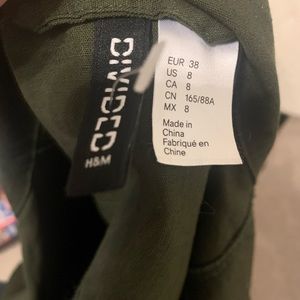 DIVIDED
H&M
EUR 38
US 8
CA 8
CN 165/88A
MX 8
Made in
China
Fabriqué en
Chine